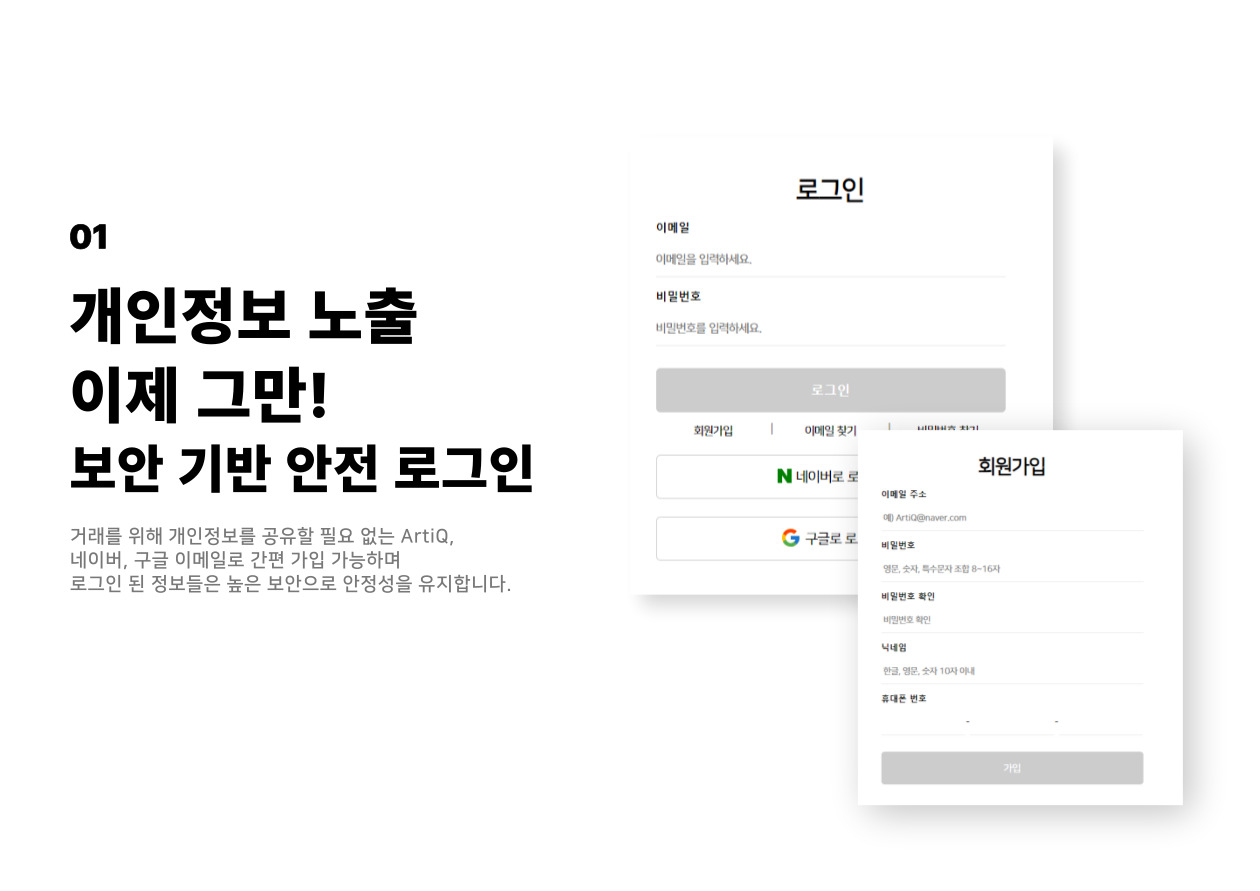 01
개인정보 노출
이제 그만!
보안 기반 안전 로그인
거래를 위해 개인정보를 공유할 필요 없는 ArtiQ,
네이버, 구글 이메일로 간편 가입 가능하며
로그인 된 정보들은 높은 보안으로 안정성을 유지합니다.
로그인
이메일
이메일을 입력하세요.
비밀번호
비밀번호를 입력하세요.
로그인
회원가입 | 이메일 찾기 | 비밀번호 찾기
N 네이버로 로
G 구글로 로
회원가입
이메일 주소
예) ArtiQ@naver.com
비밀번호
영문, 숫자, 특수문자 조합 8~16자
비밀번호 확인
비밀번호 확인
닉네임
한글, 영문, 숫자 10자 이내
휴대폰 번호
- -
가입